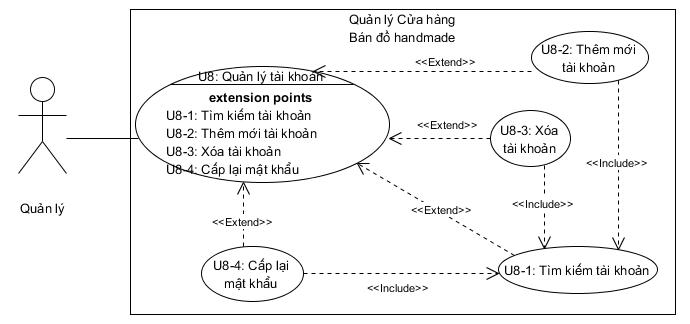 Quản lý Cửa hàng
Bán đồ handmade
U8-2: Thêm mới
tài khoản
<<Extend>>
U8: Quản lý tài khoản
extension points
U8-1: Tìm kiếm tài khoản
U8-2: Thêm mới tài khoản
U8-3: Xóa tài khoản
U8-4: Cấp lại mật khẩu
<<Extend>>
U8-3: Xóa
tài khoản
<<Include>>
Quản lý
<<Extend>>
<<Extend>>
<<Include>>
U8-4: Cấp lại
mật khẩu
U8-1: Tìm kiếm tài khoản
<<Include>>